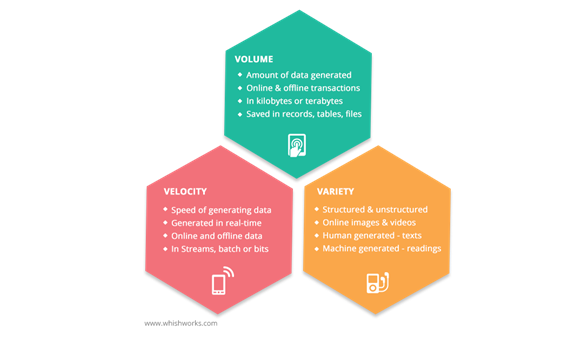 VOLUME
Amount of data generated
Online & offline transactions
In kilobytes or terabytes
Saved in records, tables, files
VELOCITY
Speed of generating data
Generated in real-time
Online and offline data
In Streams, batch or bits
VARIETY
Structured & unstructured
Online images & videos
Human generated - texts
Machine generated - readings
www.whishworks.com